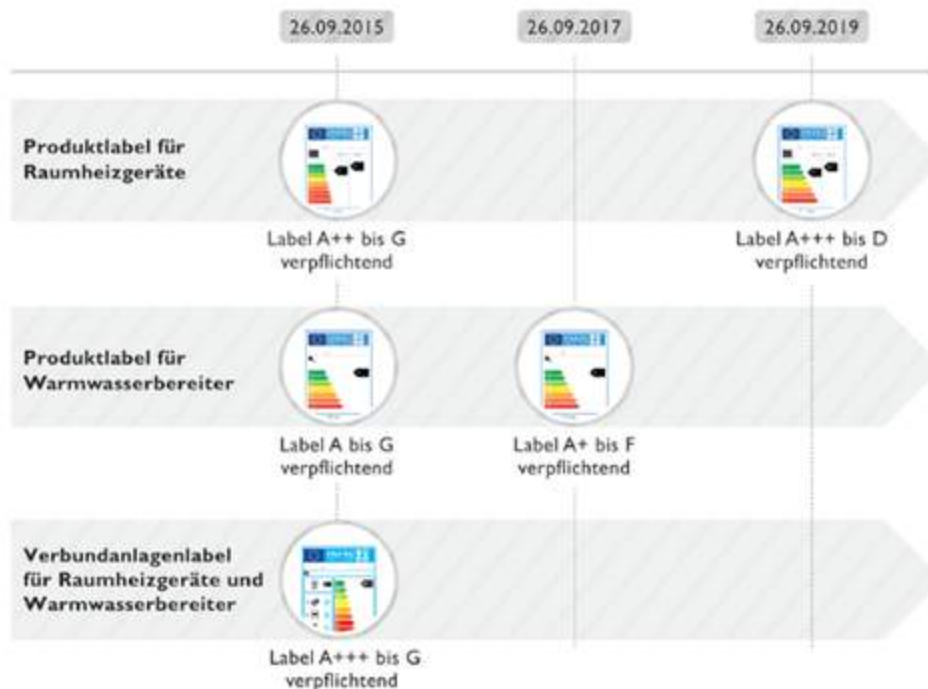 26.09.2015
26.09.2017
26.09.2019
Produktlabel für
Raumheizgeräte
Label A++ bis G
verpflichtend
Label A+++ bis D
verpflichtend
Produktlabel für
Warmwasserbereiter
Label A bis G
verpflichtend
Label A+ bis F
verpflichtend
Verbundanlagenlabel
für Raumheizgeräte und
Warmwasserbereiter
Label A+++ bis G
verpflichtend